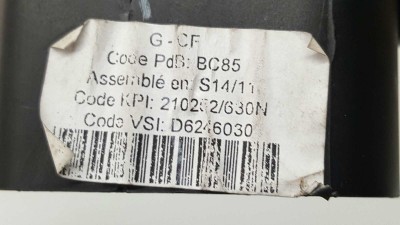 G - CF
Code PdB: BC85
Assemblé en: S14/11
Code KPI: 210252/630N
Code VSI: D6246030